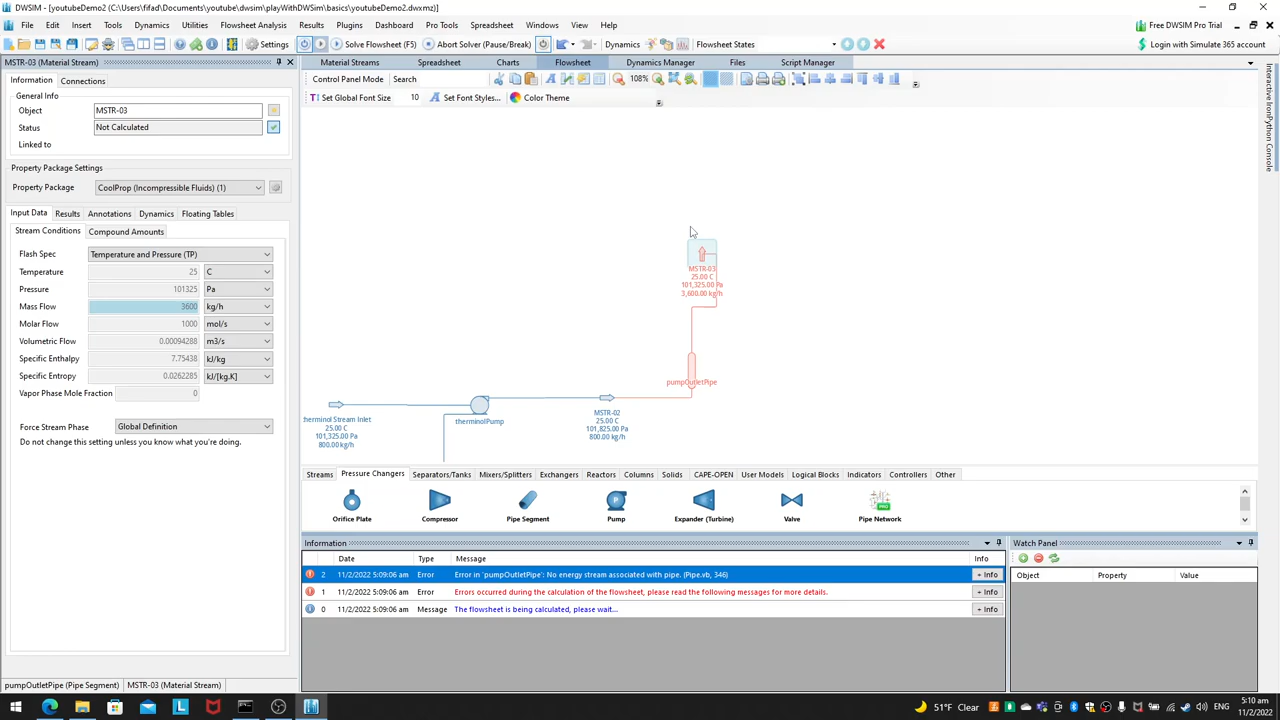 DWSIM - [youtubeDemo2 (C:\Users\fifad\Documents\youtube\dwsim\playWithDWSim\basics\youtubeDemo2.dwxmz)]
File Edit Insert Tools Dynamics Utilities Flowsheet Analysis Results Plugins Dashboard Pro Tools Spreadsheet Windows View Help Free DWSIM Pro Trial
Settings Solve Flowsheet (F5) Abort Solver (Pause/Break) Dynamics Flowsheet States Login with Simulate 365 account
MSTR-03 (Material Stream)
Material Streams Spreadsheet Charts Flowsheet Dynamics Manager Files Script Manager
Information Connections
Control Panel Mode Search 108%
General Info
Set Global Font Size 10 Set Font Styles... Color Theme
Object MSTR-03
Status Not Calculated
Linked to
Property Package Settings
Property Package CoolProp (Incompressible Fluids) (1)
Input Data Results Annotations Dynamics Floating Tables
Stream Conditions Compound Amounts
Flash Spec Temperature and Pressure (TP)
Temperature 25 C
Pressure 101325 Pa
Mass Flow 3600 kg/h
Molar Flow 1000 mol/s
Volumetric Flow 0.00094288 m3/s
Specific Enthalpy 7.75438 kJ/kg
Specific Entropy 0.0262285 kJ/[kg.K]
Vapor Phase Mole Fraction 0
Force Stream Phase Global Definition
Do not change this setting unless you know what you're doing.
MSTR-03
25.00 C
101,325.00 Pa
3,600.00 kg/h
pumpOutletPipe
herminol Stream Inlet
25.00 C
101,325.00 Pa
800.00 kg/h
therminolPump
MSTR-02
25.00 C
101,825.00 Pa
800.00 kg/h
Streams Pressure Changers Separators/Tanks Mixers/Splitters Exchangers Reactors Columns Solids CAPE-OPEN User Models Logical Blocks Indicators Controllers Other
P
PRO
Orifice Plate Compressor Pipe Segment Pump Expander (Turbine) Valve Pipe Network
Information
Watch Panel
Date Type Message Info
Object Property Value
2 11/2/2022 5:09:06 am Error Error in 'pumpOutletPipe': No energy stream associated with pipe. (Pipe.vb, 346) + Info
1 11/2/2022 5:09:06 am Error Errors occurred during the calculation of the flowsheet, please read the following messages for more details. + Info
0 11/2/2022 5:09:06 am Message The flowsheet is being calculated, please wait... + Info
Interactive IronPython Console
pumpOutletPipe (Pipe Segment) MSTR-03 (Material Stream)
51°F Clear
5:10 am
11/2/2022